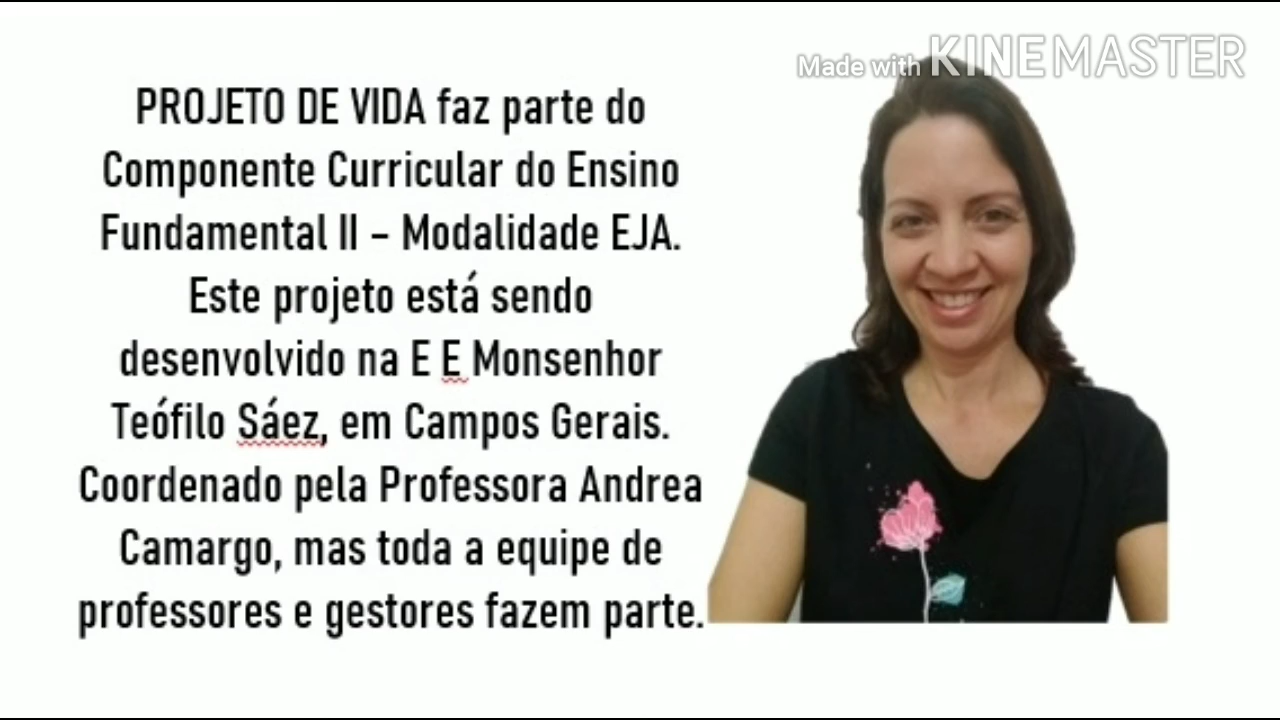 Made with KINEMASTER
PROJETO DE VIDA faz parte do
Componente Curricular do Ensino
Fundamental II – Modalidade EJA.
Este projeto está sendo
desenvolvido na E E Monsenhor
Teófilo Sáez, em Campos Gerais.
Coordenado pela Professora Andrea
Camargo, mas toda a equipe de
professores e gestores fazem parte.